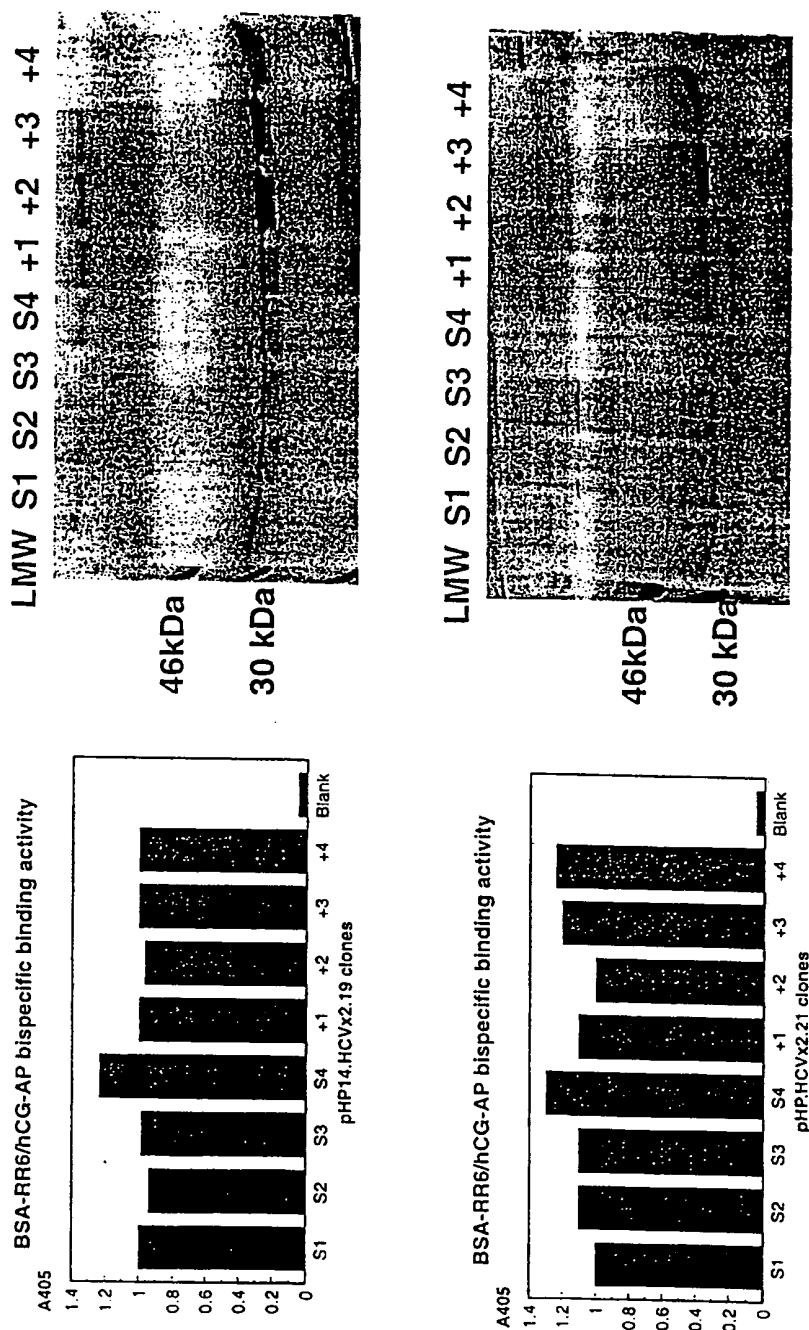 LMW S1 S2 S3 S4 +1 +2 +3 +4
46kDa
30 kDa
LMW S1 S2 S3 S4 +1 +2 +3 +4
46kDa
30 kDa
BSA-RR6/hCG-AP bispecific binding activity
A405
1.4
1.2
1
0.8
0.6
0.4
0.2
0
S1 S2 S3 S4 +1 +2 +3 +4 Blank
pHP14.HCVx2.19 clones
BSA-RR6/hCG-AP bispecific binding activity
A405
1.4
1.2
1
0.8
0.6
0.4
0.2
0
S1 S2 S3 S4 +1 +2 +3 +4 Blank
pHP.HCVx2.21 clones